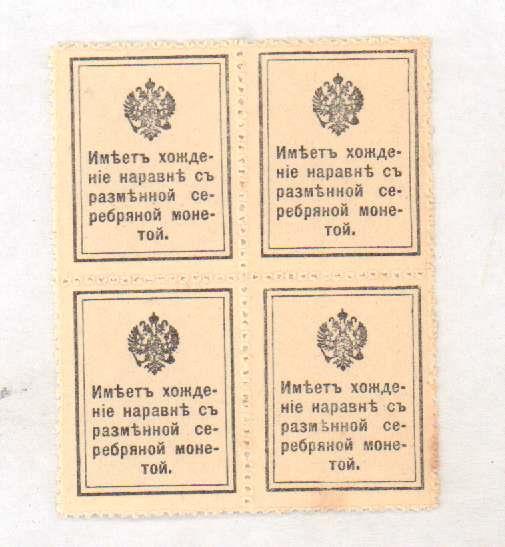 Имѣетъ хожде-
ніе наравнѣ съ
размѣнной се-
ребряной моне-
той.
Имѣетъ хожде-
ніе наравнѣ съ
размѣнной се-
ребряной моне-
той.
Имѣетъ хожде-
ніе наравнѣ съ
размѣнной се-
ребряной моне-
той.
Имѣетъ хожде-
ніе наравнѣ съ
размѣнной се-
ребряной моне-
той.